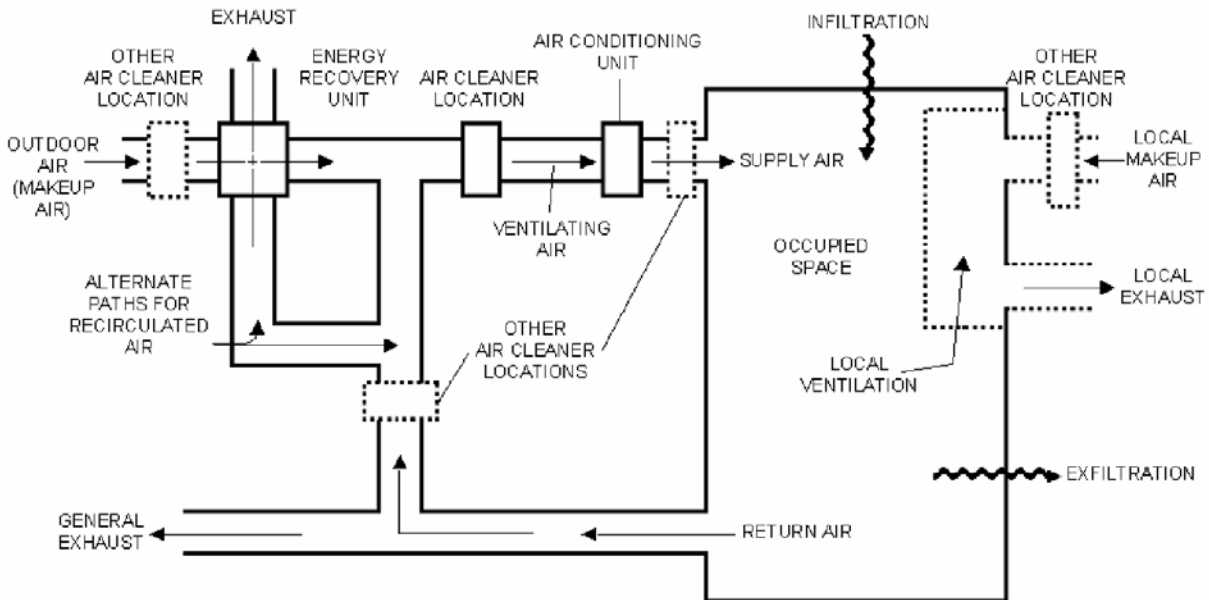 EXHAUST
INFILTRATION
OTHER
AIR CLEANER
LOCATION
ENERGY
RECOVERY
UNIT
AIR CLEANER
LOCATION
AIR CONDITIONING
UNIT
OTHER
AIR CLEANER
LOCATION
OUTDOOR
AIR
(MAKEUP
AIR)
SUPPLY AIR
LOCAL
MAKEUP
AIR
VENTILATING
AIR
OCCUPIED
SPACE
ALTERNATE
PATHS FOR
RECIRCULATED
AIR
LOCAL
EXHAUST
OTHER
AIR CLEANER
LOCATIONS
LOCAL
VENTILATION
EXFILTRATION
GENERAL
EXHAUST
RETURN AIR